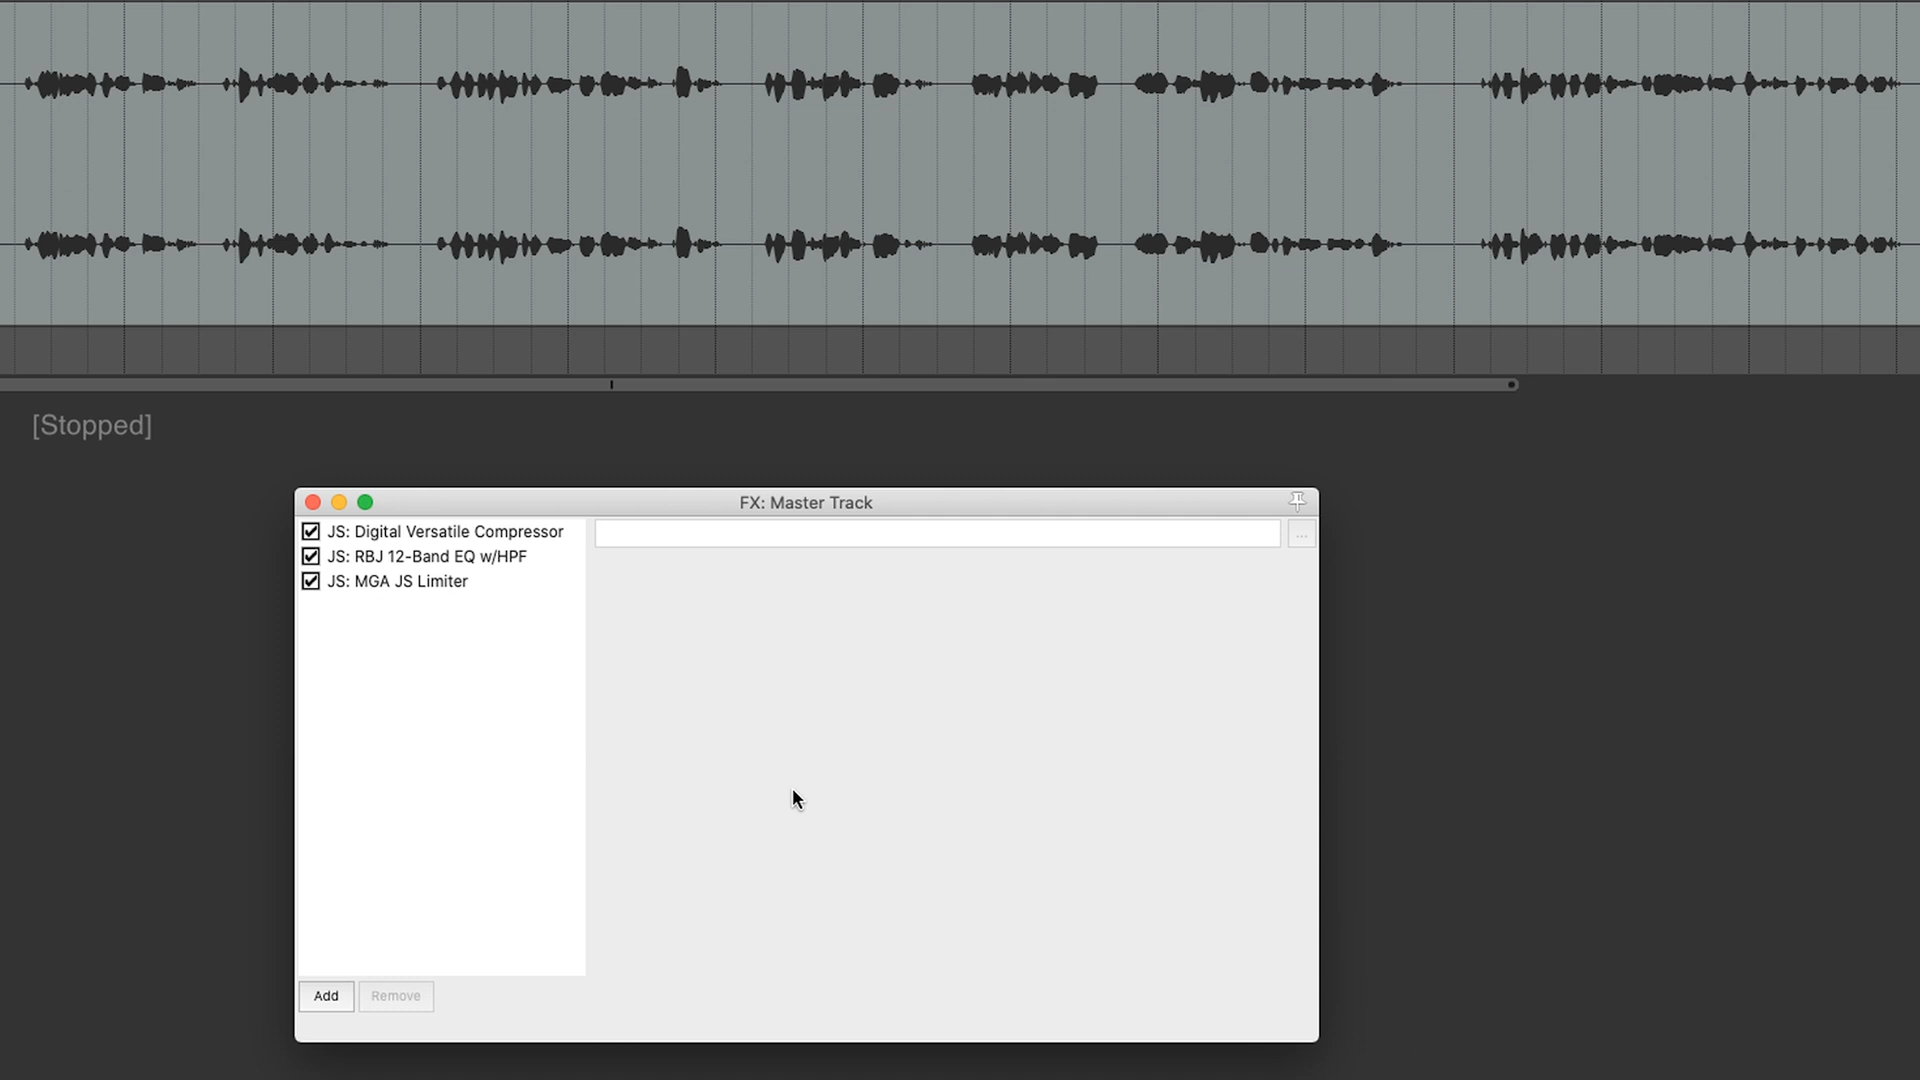 [Stopped]
FX: Master Track
JS: Digital Versatile Compressor
...
JS: RBJ 12-Band EQ w/HPF
JS: MGA JS Limiter
Add Remove